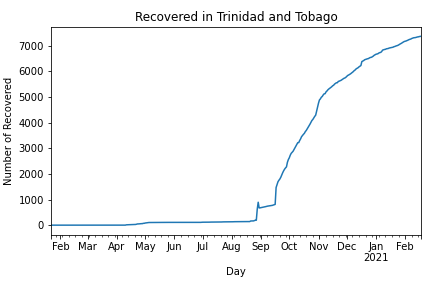 Recovered in Trinidad and Tobago
Number of Recovered
7000
6000
5000
4000
3000
2000
1000
0
Feb Mar Apr May Jun Jul Aug Sep Oct Nov Dec Jan Feb
2021
Day